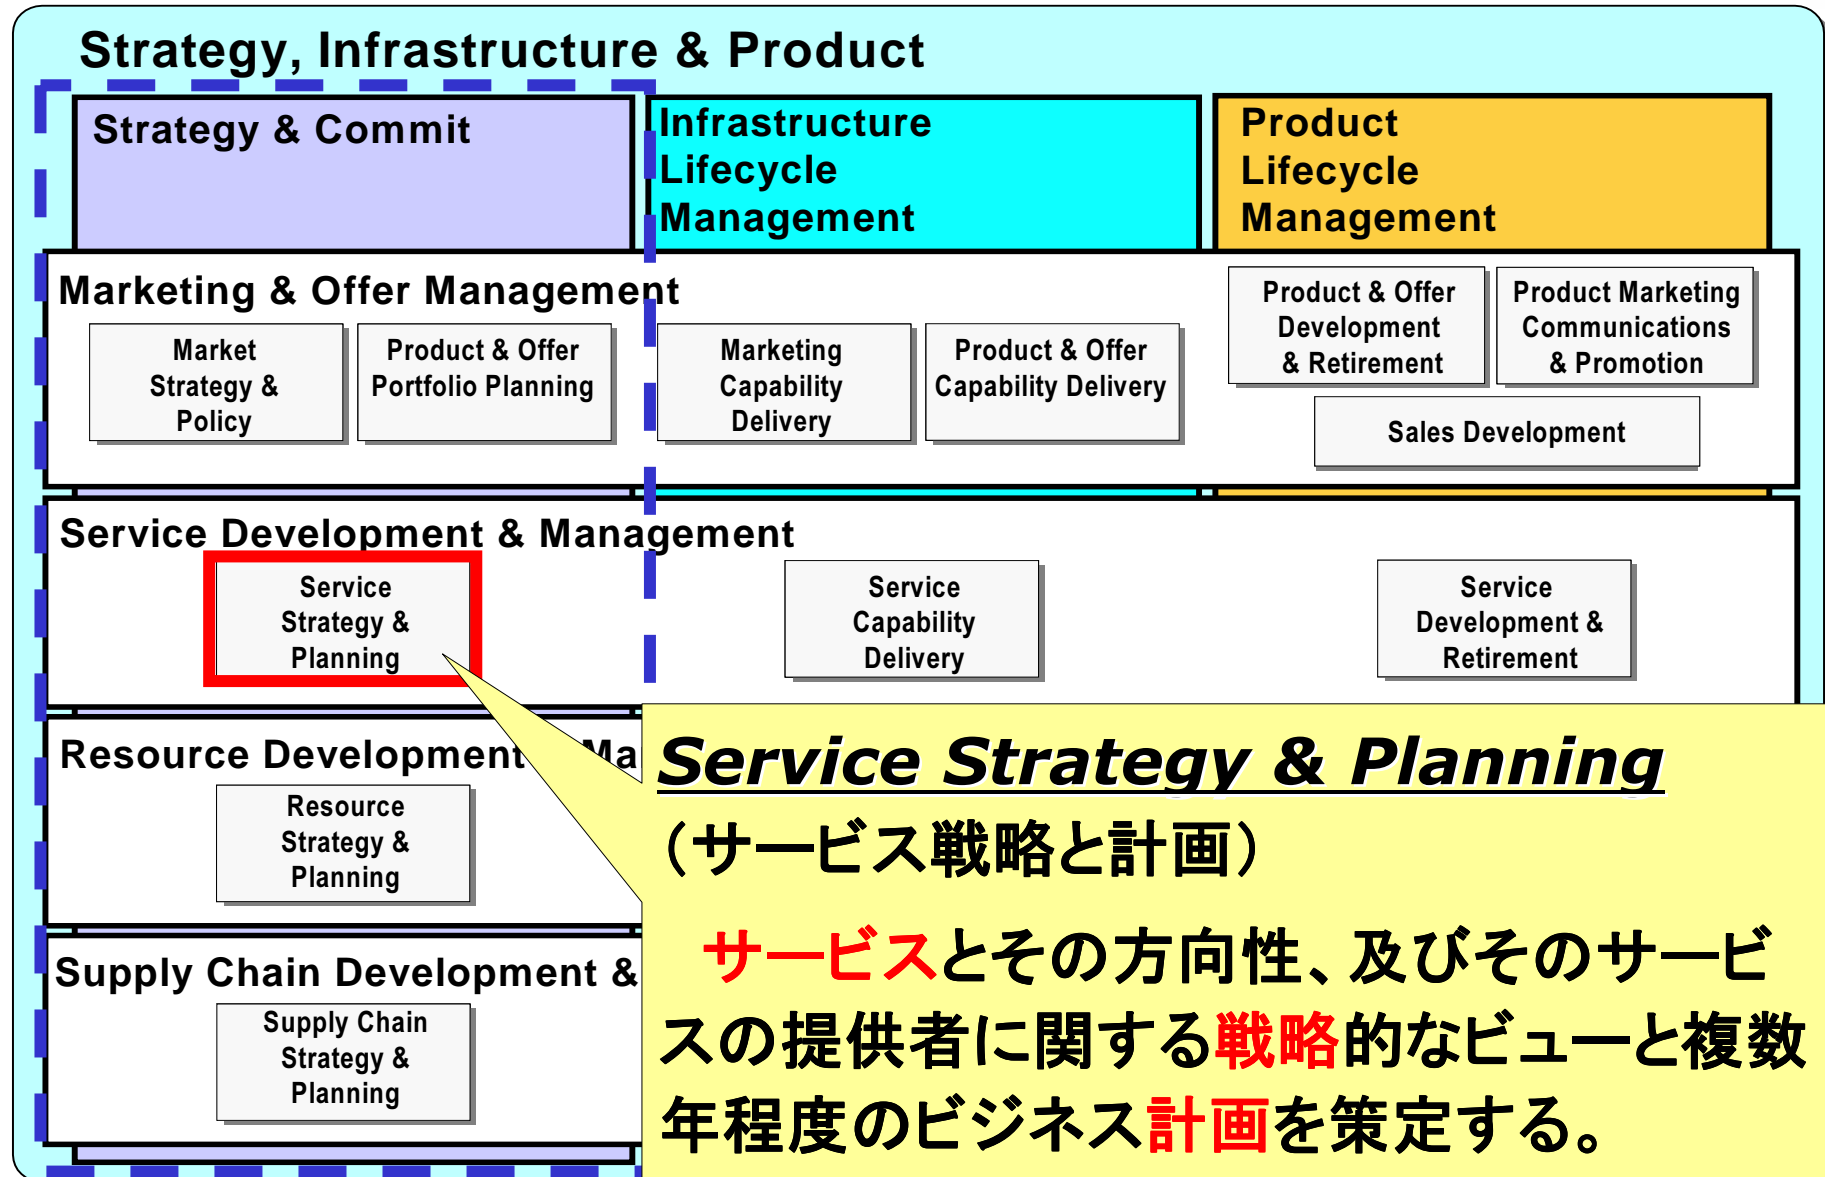 Strategy, Infrastructure & Product
Strategy & Commit
Infrastructure
Lifecycle
Management
Product
Lifecycle
Management
Marketing & Offer Management
Market
Strategy &
Policy
Product & Offer
Portfolio Planning
Marketing
Capability
Delivery
Product & Offer
Capability Delivery
Product & Offer
Development
& Retirement
Product Marketing
Communications
& Promotion
Sales Development
Service Development & Management
Service
Strategy &
Planning
Service
Capability
Delivery
Service
Development &
Retirement
Resource Development
Resource
Strategy &
Planning
Supply Chain Development &
Supply Chain
Strategy &
Planning
Service Strategy & Planning
（サービス戦略と計画）
サービスとその方向性、及びそのサービ
スの提供者に関する戦略的なビューと複数
年程度のビジネス計画を策定する。